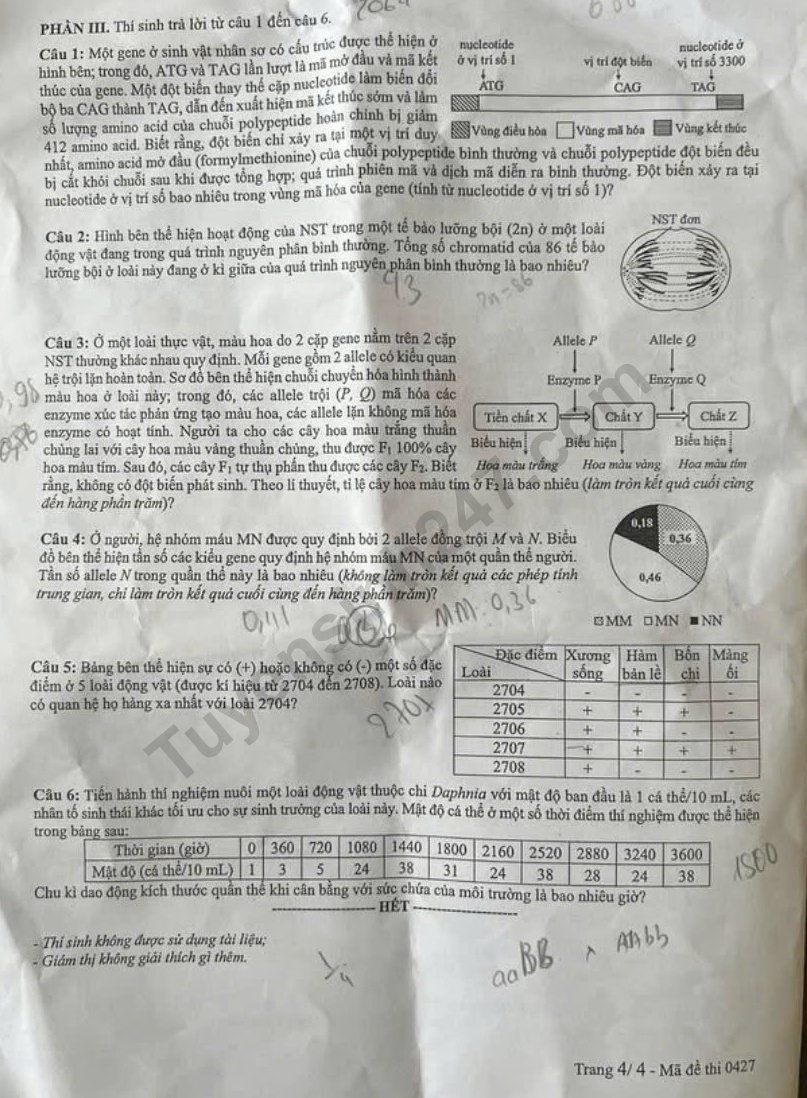 PHẦN III. Thí sinh trả lời từ câu 1 đến câu 6.
Câu 1: Một gene ở sinh vật nhân sơ có cấu trúc được thể hiện ở
hình bên; trong đó, ATG và TAG lần lượt là mã mở đầu và mã kết
thúc của gene. Một đột biến thay thế cặp nucleotide làm biến đổi
bộ ba CAG thành TAG, dẫn đến xuất hiện mã kết thúc sớm và làm
số lượng amino acid của chuỗi polypeptide hoàn chỉnh bị giảm
412 amino acid. Biết rằng, đột biến chỉ xảy ra tại một vị trí duy
nhất, amino acid mở đầu (formylmethionine) của chuỗi polypeptide bình thường và chuỗi polypeptide đột biến đều
bị cắt khỏi chuỗi sau khi được tổng hợp; quá trình phiên mã và dịch mã diễn ra bình thường. Đột biến xảy ra tại
nucleotide ở vị trí số bao nhiêu trong vùng mã hóa của gene (tính từ nucleotide ở vị trí số 1)?
nucleotide
ở vị trí số 1
vị trí đột biến
nucleotide ở
vị trí số 3300
ATG
CAG
TAG
Vùng điều hòa
Vùng mã hóa
Vùng kết thúc
Câu 2: Hình bên thể hiện hoạt động của NST trong một tế bào lưỡng bội (2n) ở một loài
động vật đang trong quá trình nguyên phân bình thường. Tổng số chromatid của 86 tế bào
lưỡng bội ở loài này đang ở kì giữa của quá trình nguyên phân bình thường là bao nhiêu?
NST đơn
93
2n=86
Câu 3: Ở một loài thực vật, màu hoa do 2 cặp gene nằm trên 2 cặp
NST thường khác nhau quy định. Mỗi gene gồm 2 allele có kiểu quan
hệ trội lặn hoàn toàn. Sơ đồ bên thể hiện chuỗi chuyển hóa hình thành
màu hoa ở loài này; trong đó, các allele trội (P, Q) mã hóa các
enzyme xúc tác phản ứng tạo màu hoa, các allele lặn không mã hóa
enzyme có hoạt tính. Người ta cho các cây hoa màu trắng thuần
chủng lai với cây hoa màu vàng thuần chủng, thu được F₁ 100% cây
hoa màu tím. Sau đó, các cây F₁ tự thụ phấn thu được các cây F₂. Biết
rằng, không có đột biến phát sinh. Theo lí thuyết, tỉ lệ cây hoa màu tím ở F₂ là bao nhiêu (làm tròn kết quả cuối cùng
đến hàng phần trăm)?
Allele P
Allele Q
Enzyme P
Enzyme Q
Tiền chất X
Chất Y
Chất Z
Biểu hiện
Biểu hiện
Biểu hiện
Hoa màu trắng
Hoa màu vàng
Hoa màu tím
Câu 4: Ở người, hệ nhóm máu MN được quy định bởi 2 allele đồng trội M và N. Biểu
đồ bên thể hiện tần số các kiểu gene quy định hệ nhóm máu MN của một quần thể người.
Tần số allele N trong quần thể này là bao nhiêu (không làm tròn kết quả các phép tính
trung gian, chỉ làm tròn kết quả cuối cùng đến hàng phần trăm)?
0,18
0,36
0,46
MM MN NN
0,41
MM: 0,36
Câu 5: Bảng bên thể hiện sự có (+) hoặc không có (-) một số đặc
điểm ở 5 loài động vật (được kí hiệu từ 2704 đến 2708). Loài nào
có quan hệ họ hàng xa nhất với loài 2704?
2707
Đặc điểm Xương Hàm Bốn Màng
Loài sống bản lề chi ối
2704 - - - -
2705 + + + -
2706 + + - -
2707 + + + +
2708 + - - -
Câu 6: Tiến hành thí nghiệm nuôi một loài động vật thuộc chi Daphnia với mật độ ban đầu là 1 cá thể/10 mL, các
nhân tố sinh thái khác tối ưu cho sự sinh trưởng của loài này. Mật độ cá thể ở một số thời điểm thí nghiệm được thể hiện
trong bảng sau:
Thời gian (giờ) 0 360 720 1080 1440 1800 2160 2520 2880 3240 3600
Mật độ (cá thể/10 mL) 1 3 5 24 38 31 24 38 28 24 38
1500
Chu kì dao động kích thước quần thể khi cân bằng với sức chứa của môi trường là bao nhiêu giờ?
HẾT
- Thí sinh không được sử dụng tài liệu;
- Giám thị không giải thích gì thêm.
aaBB × AAbb
Trang 4/ 4 - Mã đề thi 0427
Tuyensinh247.com